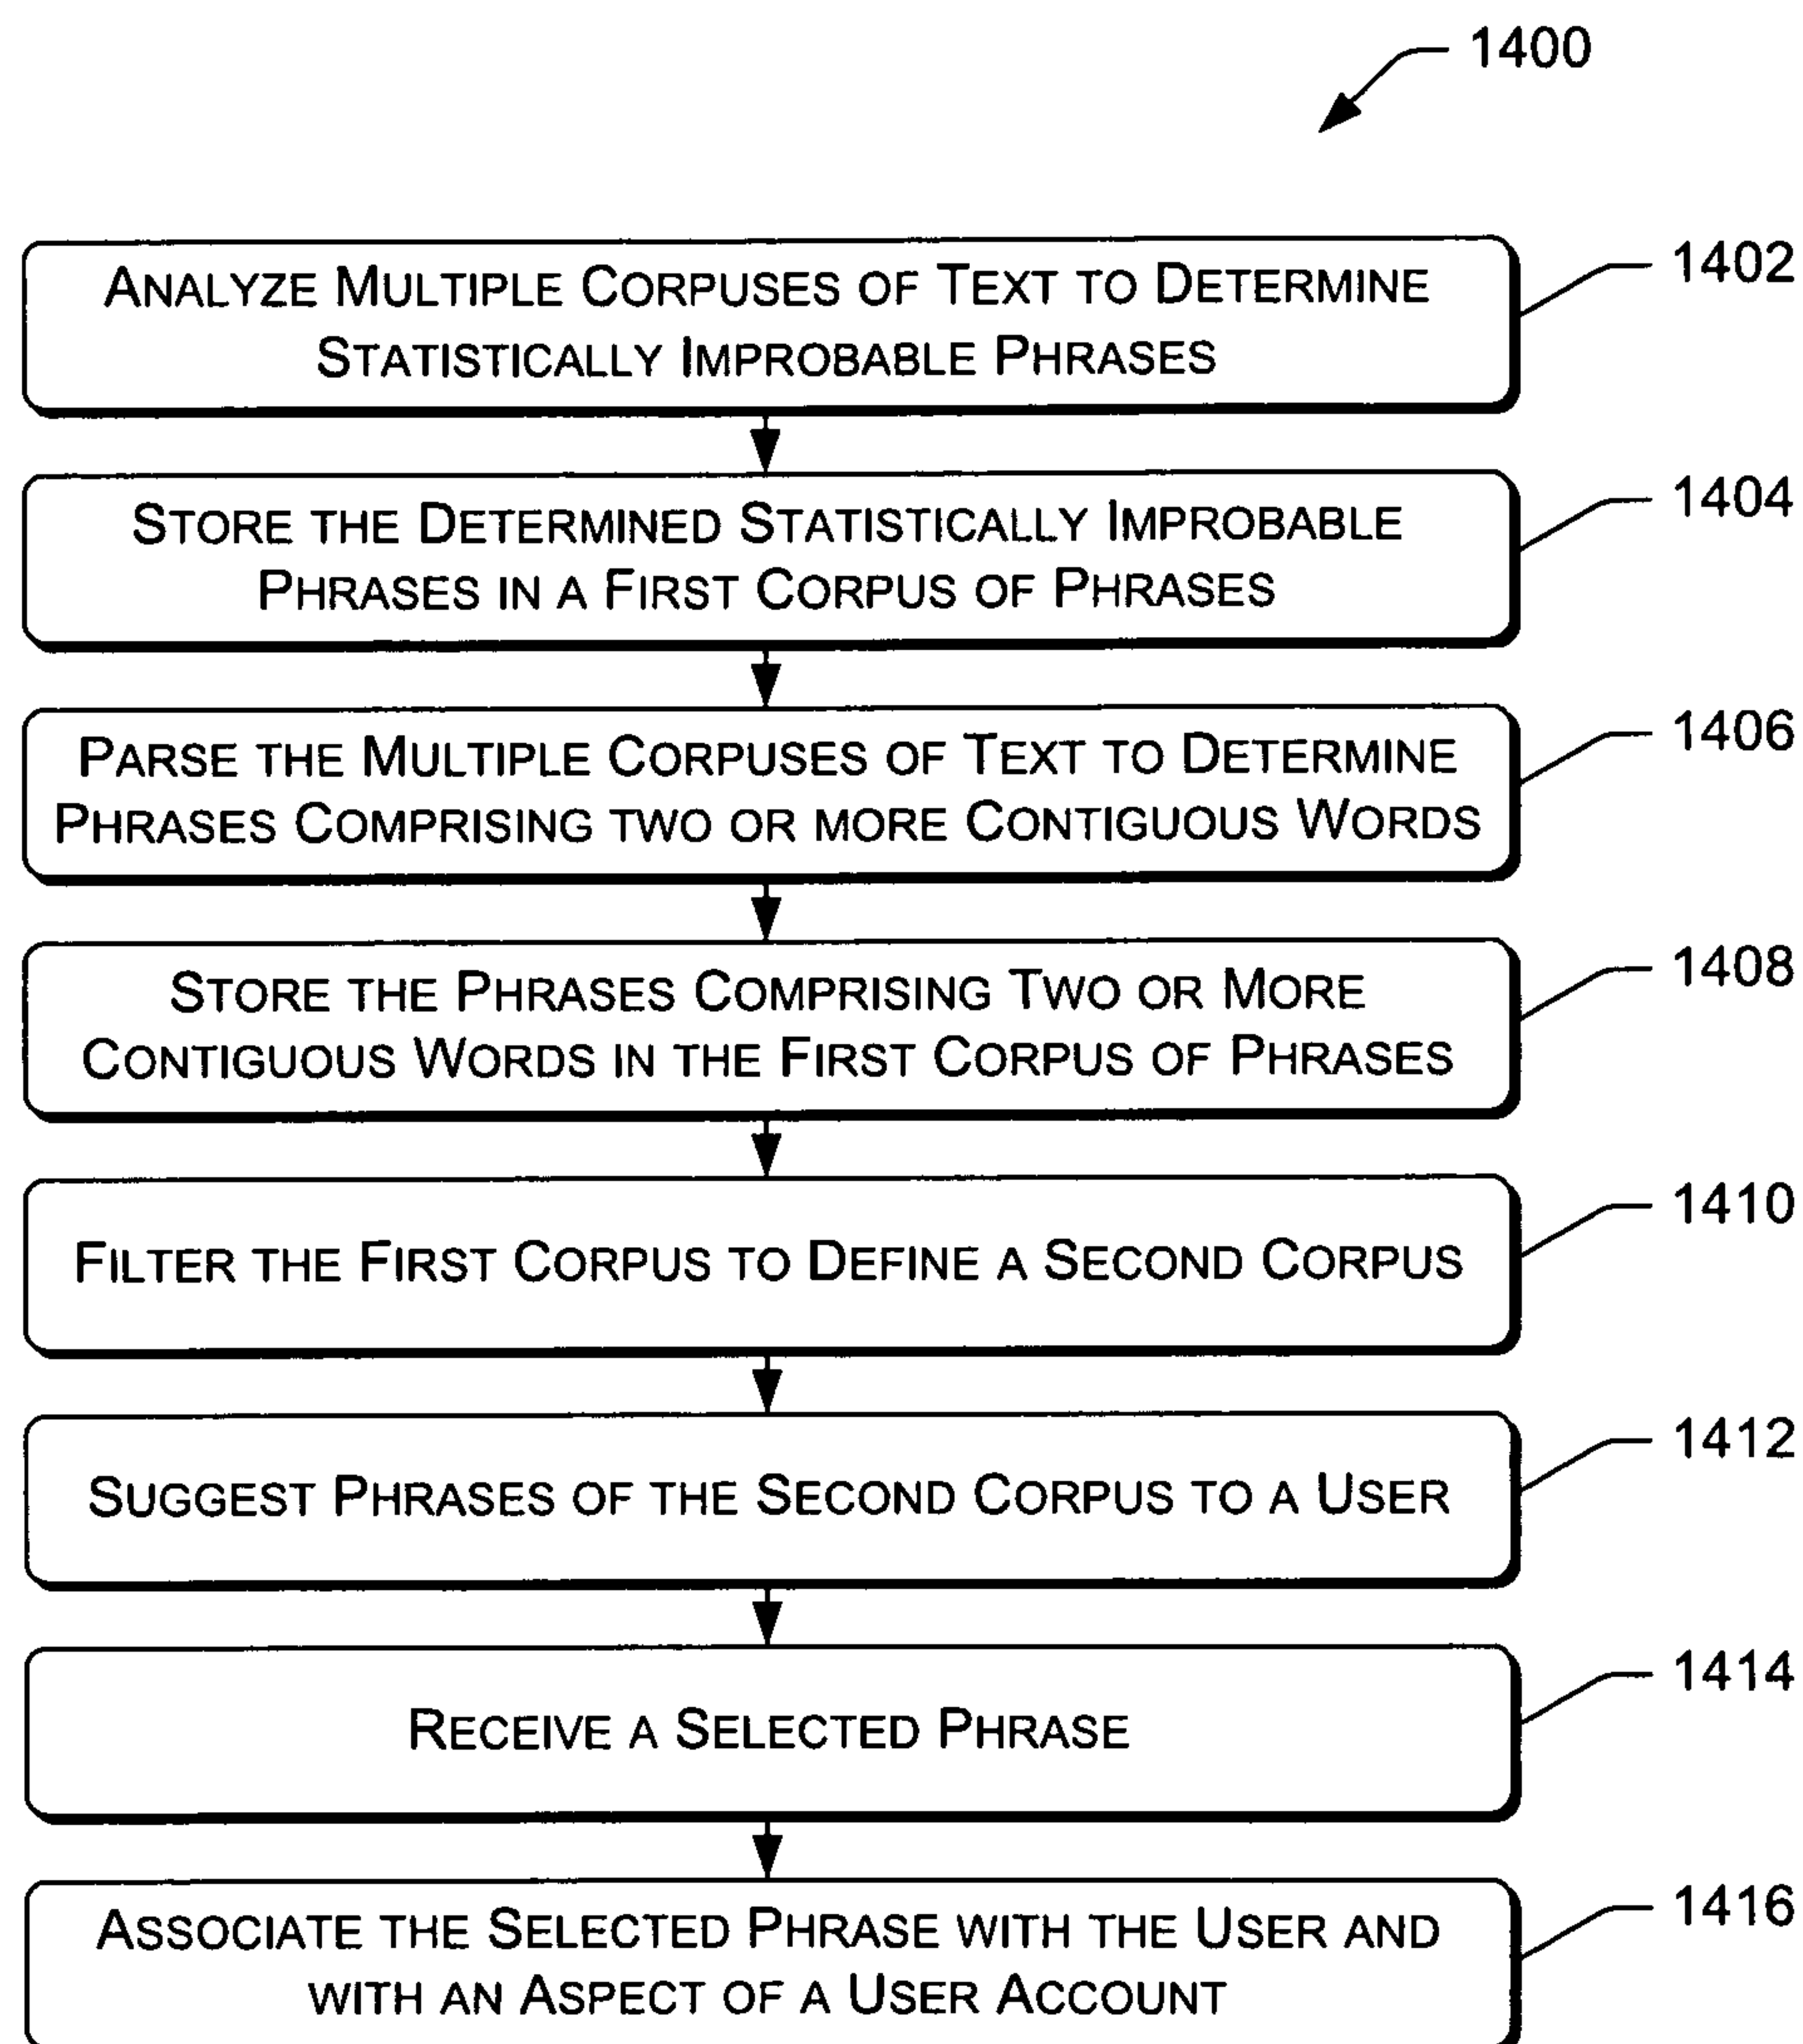 1400
ANALYZE MULTIPLE CORPUSES OF TEXT TO DETERMINE
STATISTICALLY IMPROBABLE PHRASES
1402
STORE THE DETERMINED STATISTICALLY IMPROBABLE
PHRASES IN A FIRST CORPUS OF PHRASES
1404
PARSE THE MULTIPLE CORPUSES OF TEXT TO DETERMINE
PHRASES COMPRISING TWO OR MORE CONTIGUOUS WORDS
1406
STORE THE PHRASES COMPRISING TWO OR MORE
CONTIGUOUS WORDS IN THE FIRST CORPUS OF PHRASES
1408
FILTER THE FIRST CORPUS TO DEFINE A SECOND CORPUS
1410
SUGGEST PHRASES OF THE SECOND CORPUS TO A USER
1412
RECEIVE A SELECTED PHRASE
1414
ASSOCIATE THE SELECTED PHRASE WITH THE USER AND
WITH AN ASPECT OF A USER ACCOUNT
1416